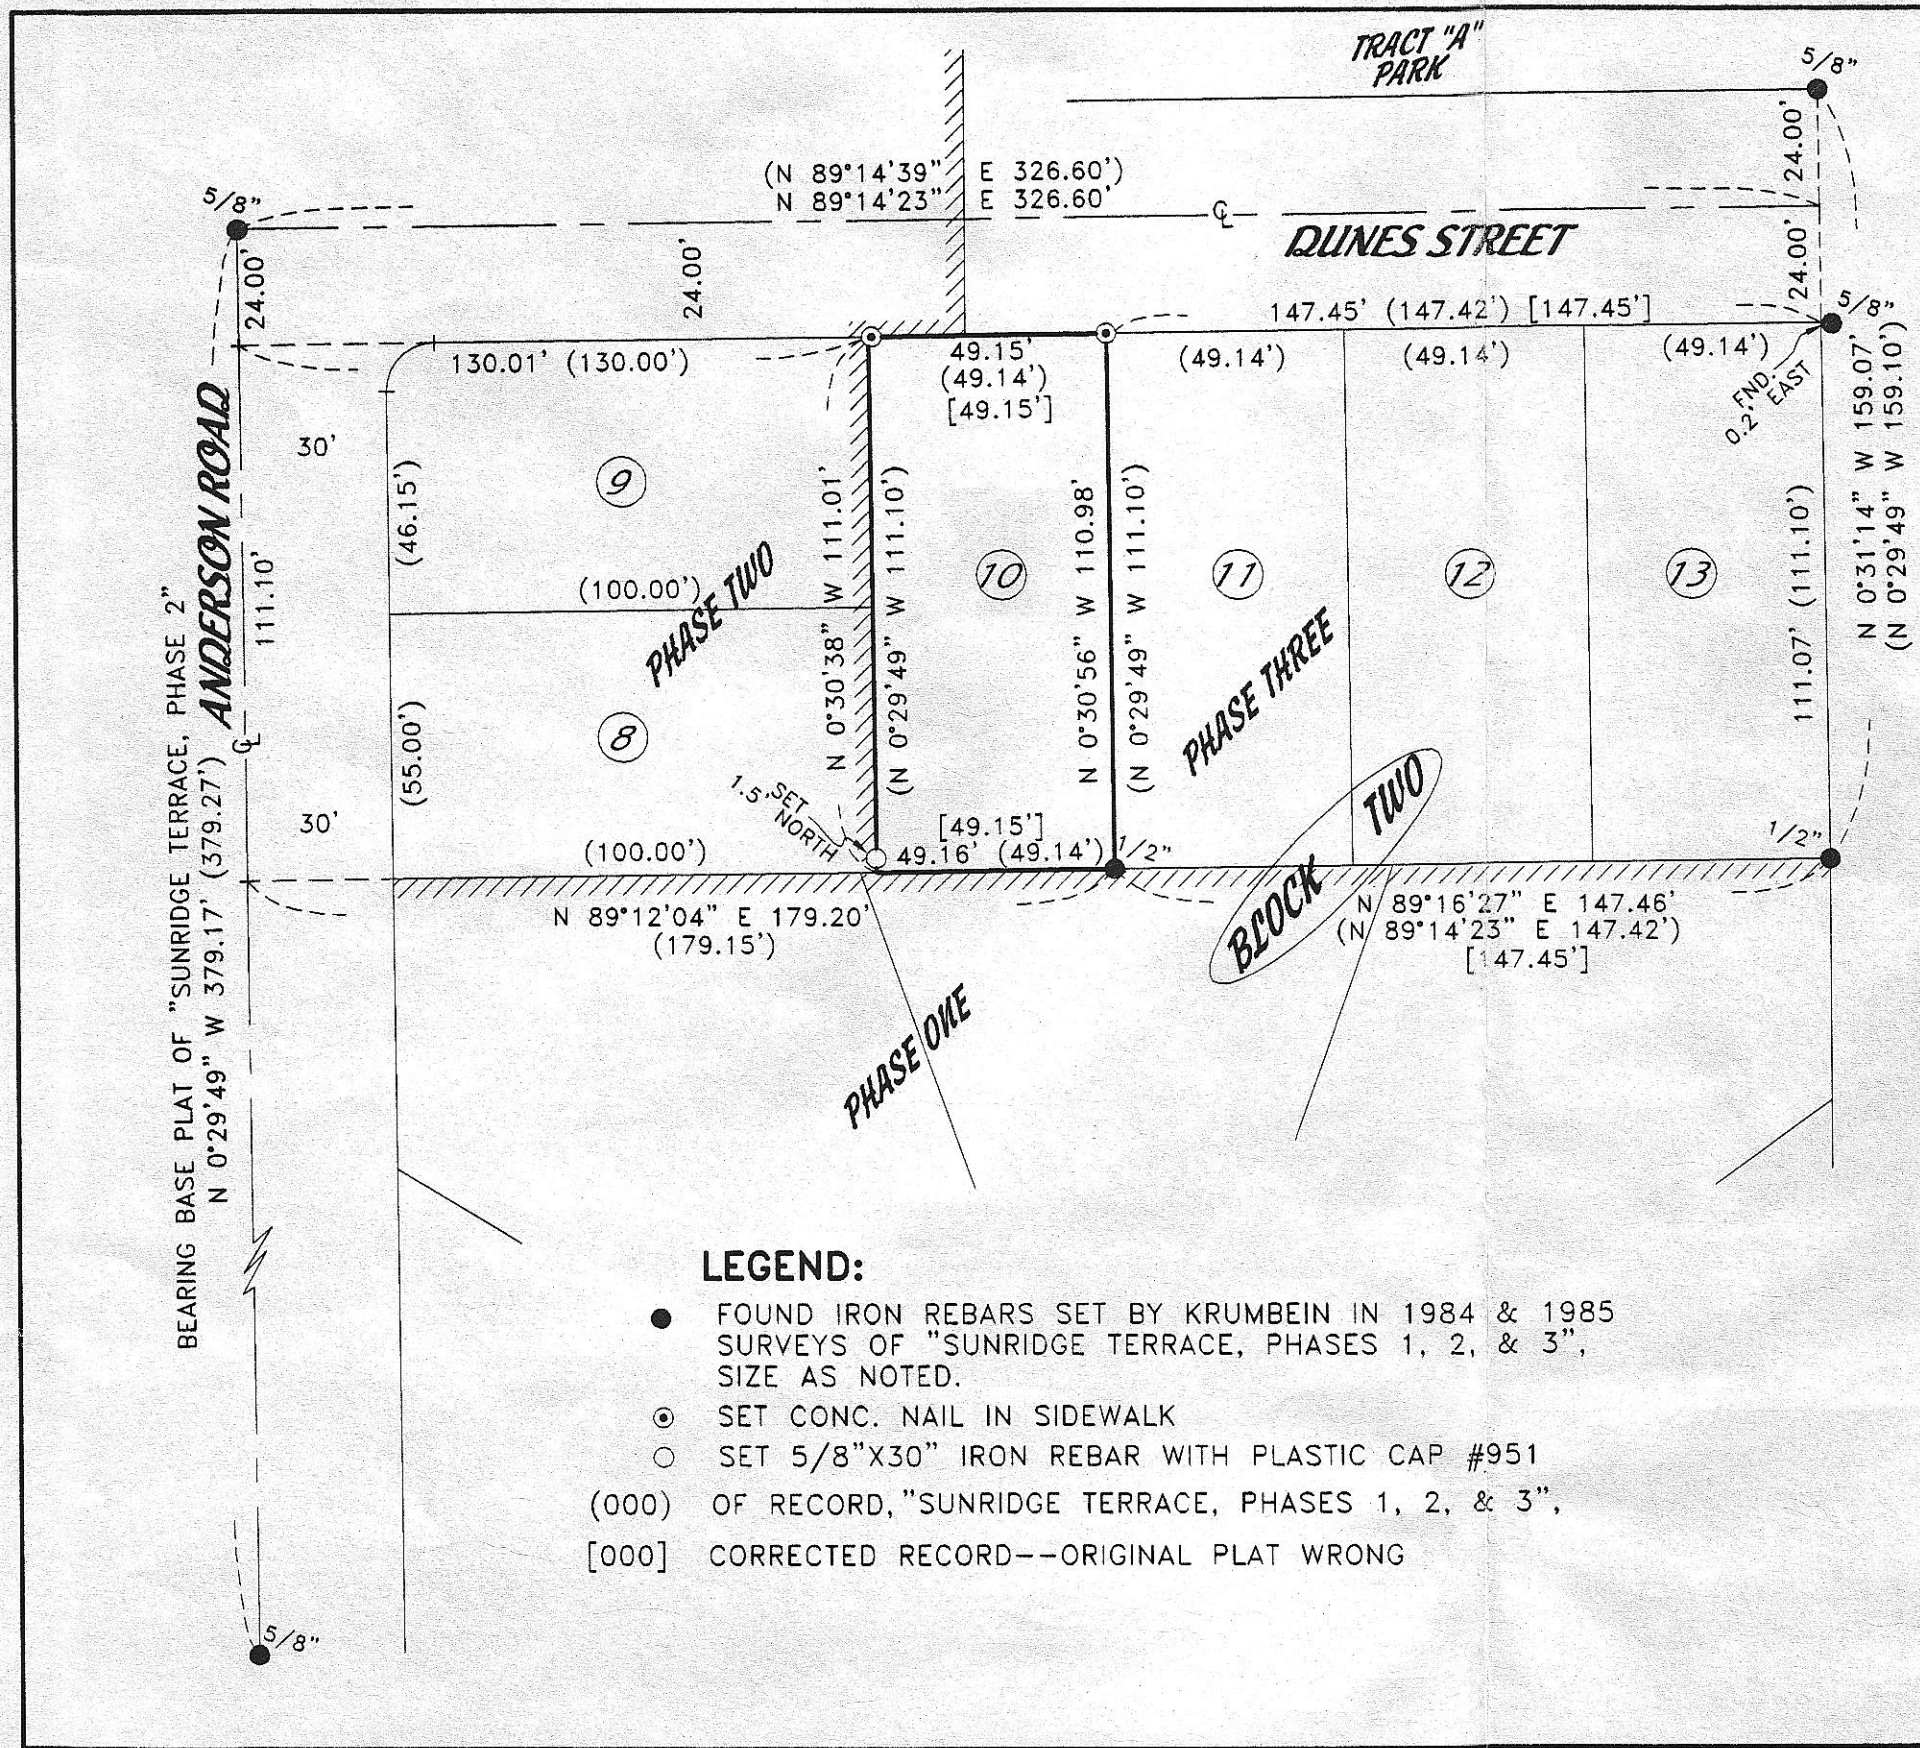 TRACT "A"
PARK
5/8"
24.00'
(N 89°14'39" E 326.60')
N 89°14'23" E 326.60'
5/8"
24.00'
24.00'
℄
DUNES STREET
24.00'
5/8"
147.45' (147.42') [147.45']
130.01' (130.00')
49.15'
(49.14')
[49.15']
(49.14')
(49.14')
(49.14')
FND.
0.2' EAST
N 0°31'14" W 159.07'
(N 0°29'49" W 159.10')
30'
ANDERSON ROAD
111.10'
℄
(46.15')
9
(100.00')
PHASE TWO
N 0°30'38" W 111.01'
(N 0°29'49" W 111.10')
10
N 0°30'56" W 110.98'
(N 0°29'49" W 111.10')
11
12
13
111.07' (111.10')
PHASE THREE
BEARING BASE PLAT OF "SUNRIDGE TERRACE, PHASE 2"
N 0°29'49" W 379.17' (379.27')
(55.00')
8
30'
SET
1.5' NORTH
(100.00')
[49.15']
49.16' (49.14')
1/2"
BLOCK TWO
1/2"
N 89°12'04" E 179.20'
(179.15')
N 89°16'27" E 147.46'
(N 89°14'23" E 147.42')
[147.45']
PHASE ONE
LEGEND:
FOUND IRON REBARS SET BY KRUMBEIN IN 1984 & 1985
SURVEYS OF "SUNRIDGE TERRACE, PHASES 1, 2, & 3",
SIZE AS NOTED.
SET CONC. NAIL IN SIDEWALK
SET 5/8"X30" IRON REBAR WITH PLASTIC CAP #951
(000) OF RECORD, "SUNRIDGE TERRACE, PHASES 1, 2, & 3",
[000] CORRECTED RECORD--ORIGINAL PLAT WRONG
5/8"